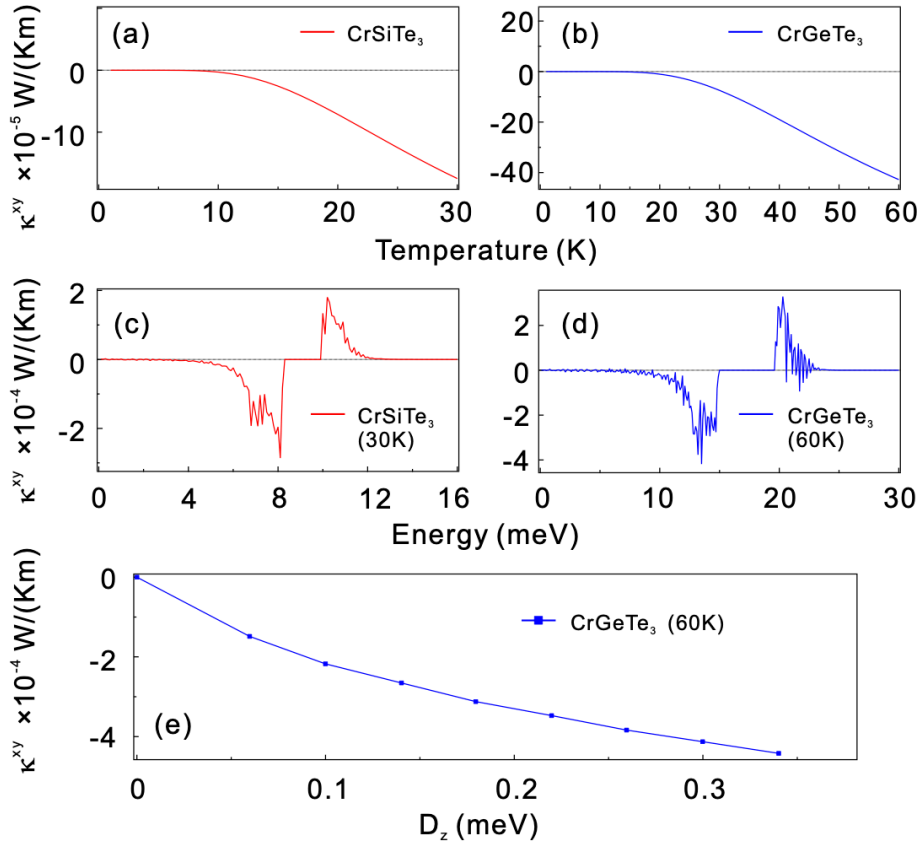 (a)
CrSiTe₃
κˣʸ ×10⁻⁵ W/(Km)
0
-10
0
10
20
30
(b)
CrGeTe₃
20
0
-20
-40
0
10
20
30
40
50
60
Temperature (K)
(c)
CrSiTe₃
(30K)
κˣʸ ×10⁻⁴ W/(Km)
2
0
-2
0
4
8
12
16
(d)
CrGeTe₃
(60K)
2
0
-2
-4
0
10
20
30
Energy (meV)
κˣʸ ×10⁻⁴ W/(Km)
0
-2
-4
CrGeTe₃ (60K)
(e)
0
0.1
0.2
0.3
D_z (meV)